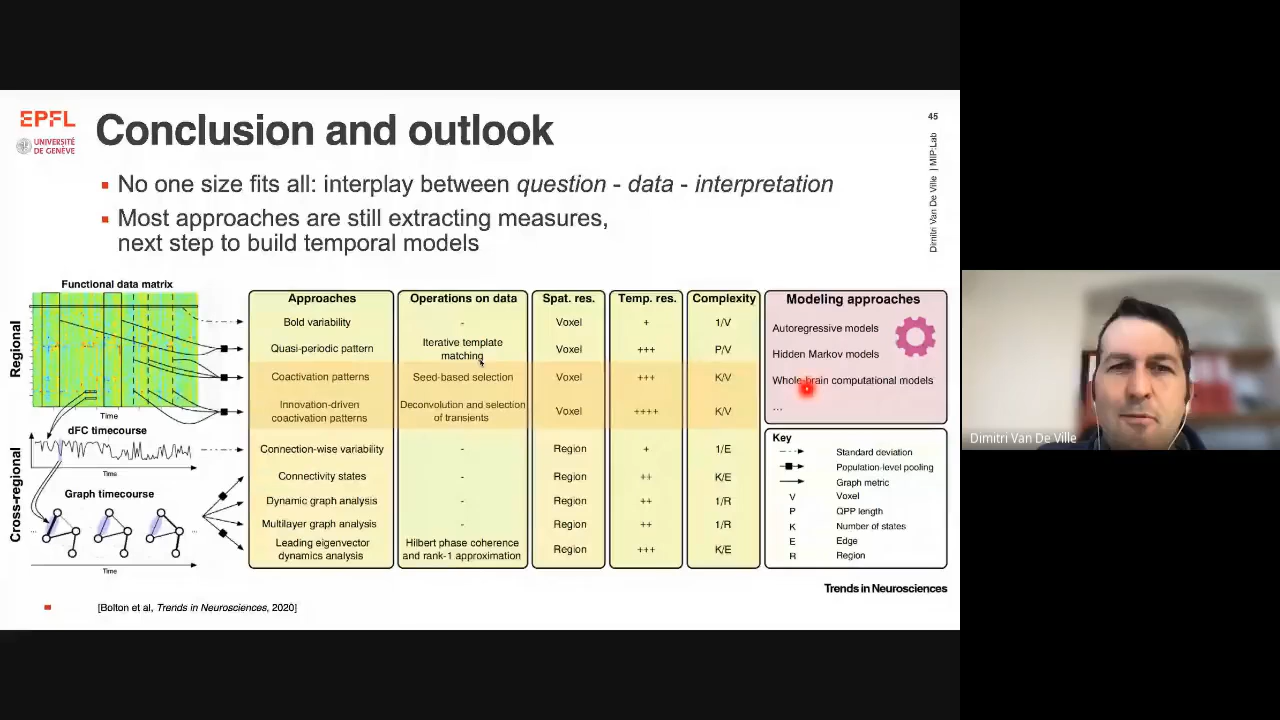 EPFL
UNIVERSITÉ
DE GENÈVE
Conclusion and outlook
45
Dimitri Van De Ville | MIP:Lab
No one size fits all: interplay between question - data - interpretation
Most approaches are still extracting measures,
next step to build temporal models
Functional data matrix
Regional
Time
dFC timecourse
Time
Cross-regional
Graph timecourse
Time
Approaches Operations on data Spat. res. Temp. res. Complexity
Bold variability - Voxel + 1/V
Quasi-periodic pattern Iterative template matching Voxel +++ P/V
Coactivation patterns Seed-based selection Voxel +++ K/V
Innovation-driven coactivation patterns Deconvolution and selection of transients Voxel ++++ K/V
Connection-wise variability - Region + 1/E
Connectivity states - Region ++ K/E
Dynamic graph analysis - Region ++ 1/R
Multilayer graph analysis - Region ++ 1/R
Leading eigenvector dynamics analysis Hilbert phase coherence and rank-1 approximation Region +++ K/E
Modeling approaches
Autoregressive models
Hidden Markov models
Whole-brain computational models
...
Key
Standard deviation
Population-level pooling
Graph metric
V Voxel
P QPP length
K Number of states
E Edge
R Region
Trends in Neurosciences
[Bolton et al, Trends in Neurosciences, 2020]
Dimitri Van De Ville